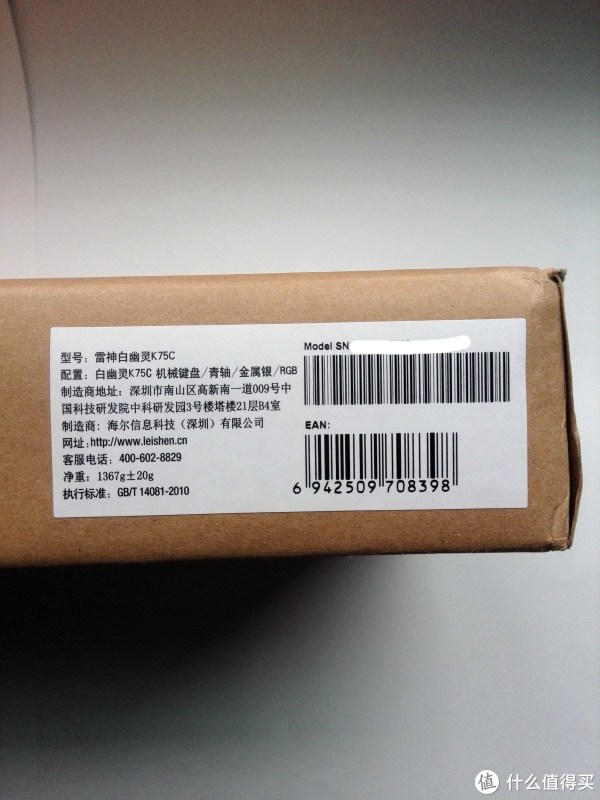 型号：雷神白幽灵K75C
配置：白幽灵K75C 机械键盘/青轴/金属银/RGB
制造商地址：深圳市南山区高新南一道009号中
国科技研发院中科研发园3号楼塔楼21层B4室
制造商：海尔信息科技（深圳）有限公司
网址:http://www.leishen.cn
客服电话：400-602-8829
净重：1367g±20g
执行标准：GB/T 14081-2010
Model SN
EAN:
6 942509 708398
值 什么值得买